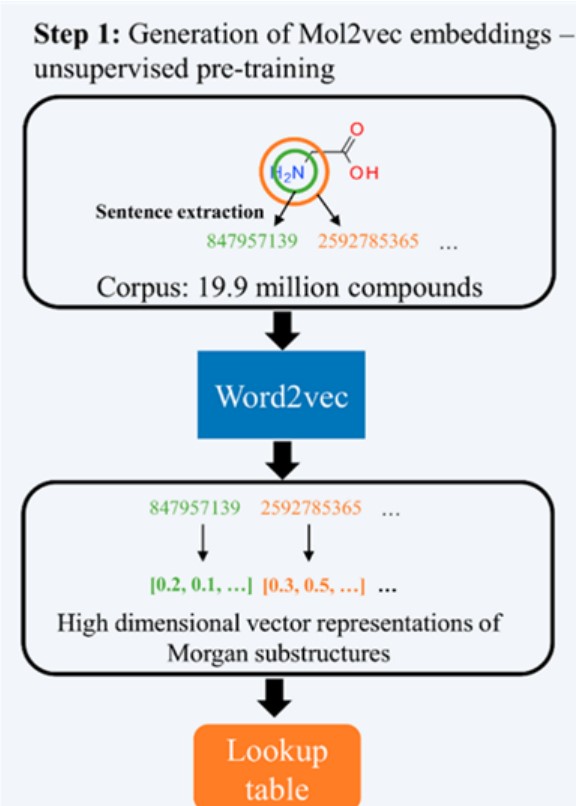 Step 1: Generation of Mol2vec embeddings –
unsupervised pre-training
O
H₂N
OH
Sentence extraction
847957139 2592785365 ...
Corpus: 19.9 million compounds
Word2vec
847957139 2592785365 ...
[0.2, 0.1, ...] [0.3, 0.5, ...] ...
High dimensional vector representations of
Morgan substructures
Lookup
table